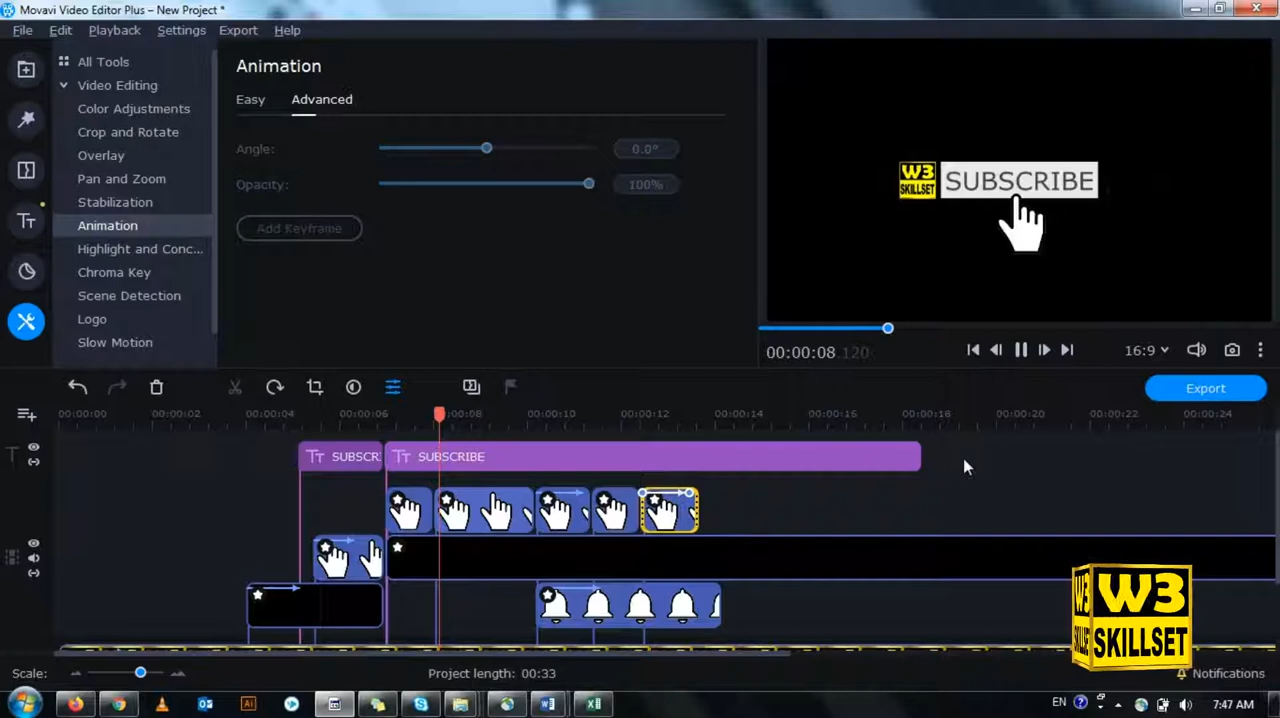 Movavi Video Editor Plus – New Project *
File Edit Playback Settings Export Help
All Tools
Video Editing
Color Adjustments
Crop and Rotate
Overlay
Pan and Zoom
Stabilization
Animation
Highlight and Conc...
Chroma Key
Scene Detection
Logo
Slow Motion
Animation
Easy Advanced
Angle: 0.0°
Opacity: 100%
Add Keyframe
W3 SUBSCRIBE
SKILLSET
00:00:08.120
16:9
Export
00:00:00 00:00:02 00:00:04 00:00:06 00:00:08 00:00:10 00:00:12 00:00:14 00:00:16 00:00:18 00:00:20 00:00:22 00:00:24
T Tт SUBSCR Tт SUBSCRIBE
W3
SKILLSET
W3
SKILLSET
Scale: Project length: 00:33 Notifications
EN 7:47 AM